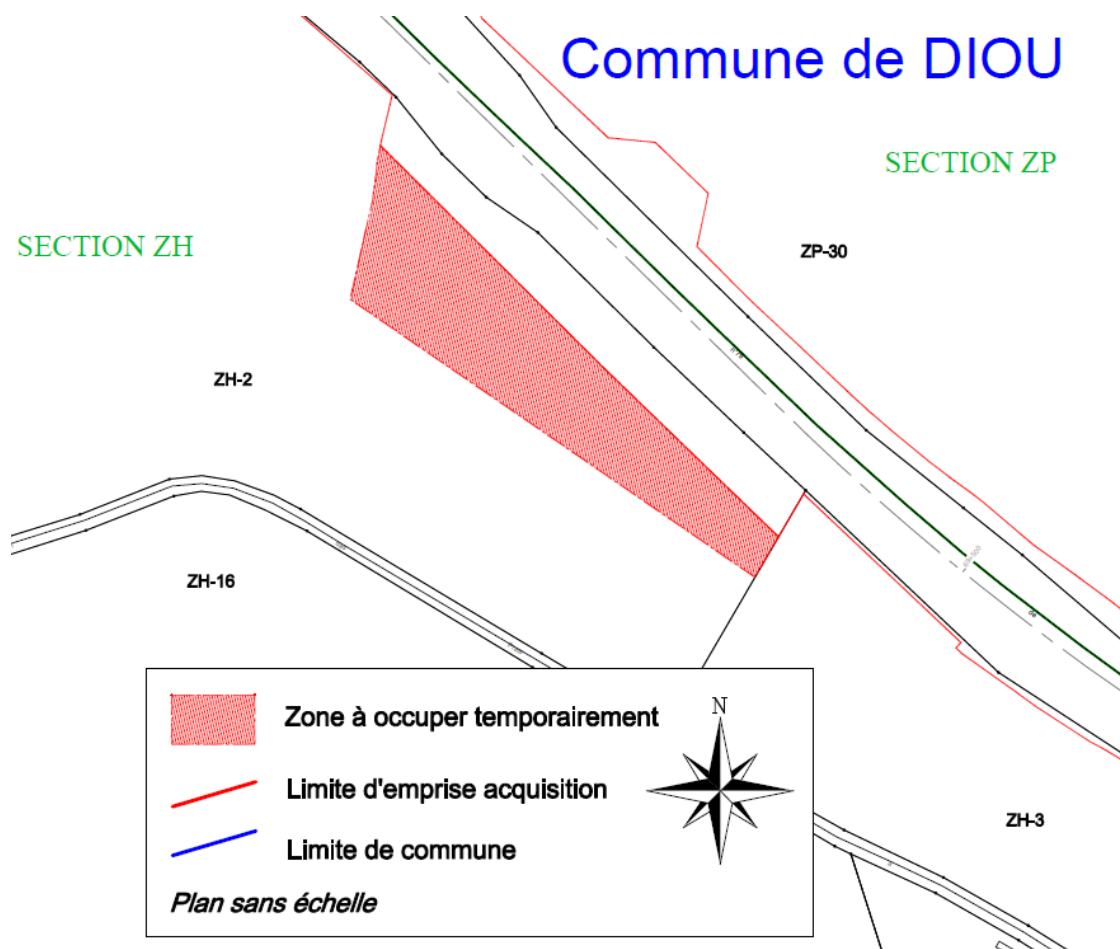 Commune de DIOU
SECTION ZP
SECTION ZH
ZP-30
ZH-2
ZH-16
N
Zone à occuper temporairement
Limite d'emprise acquisition
Limite de commune
Plan sans échelle
ZH-3